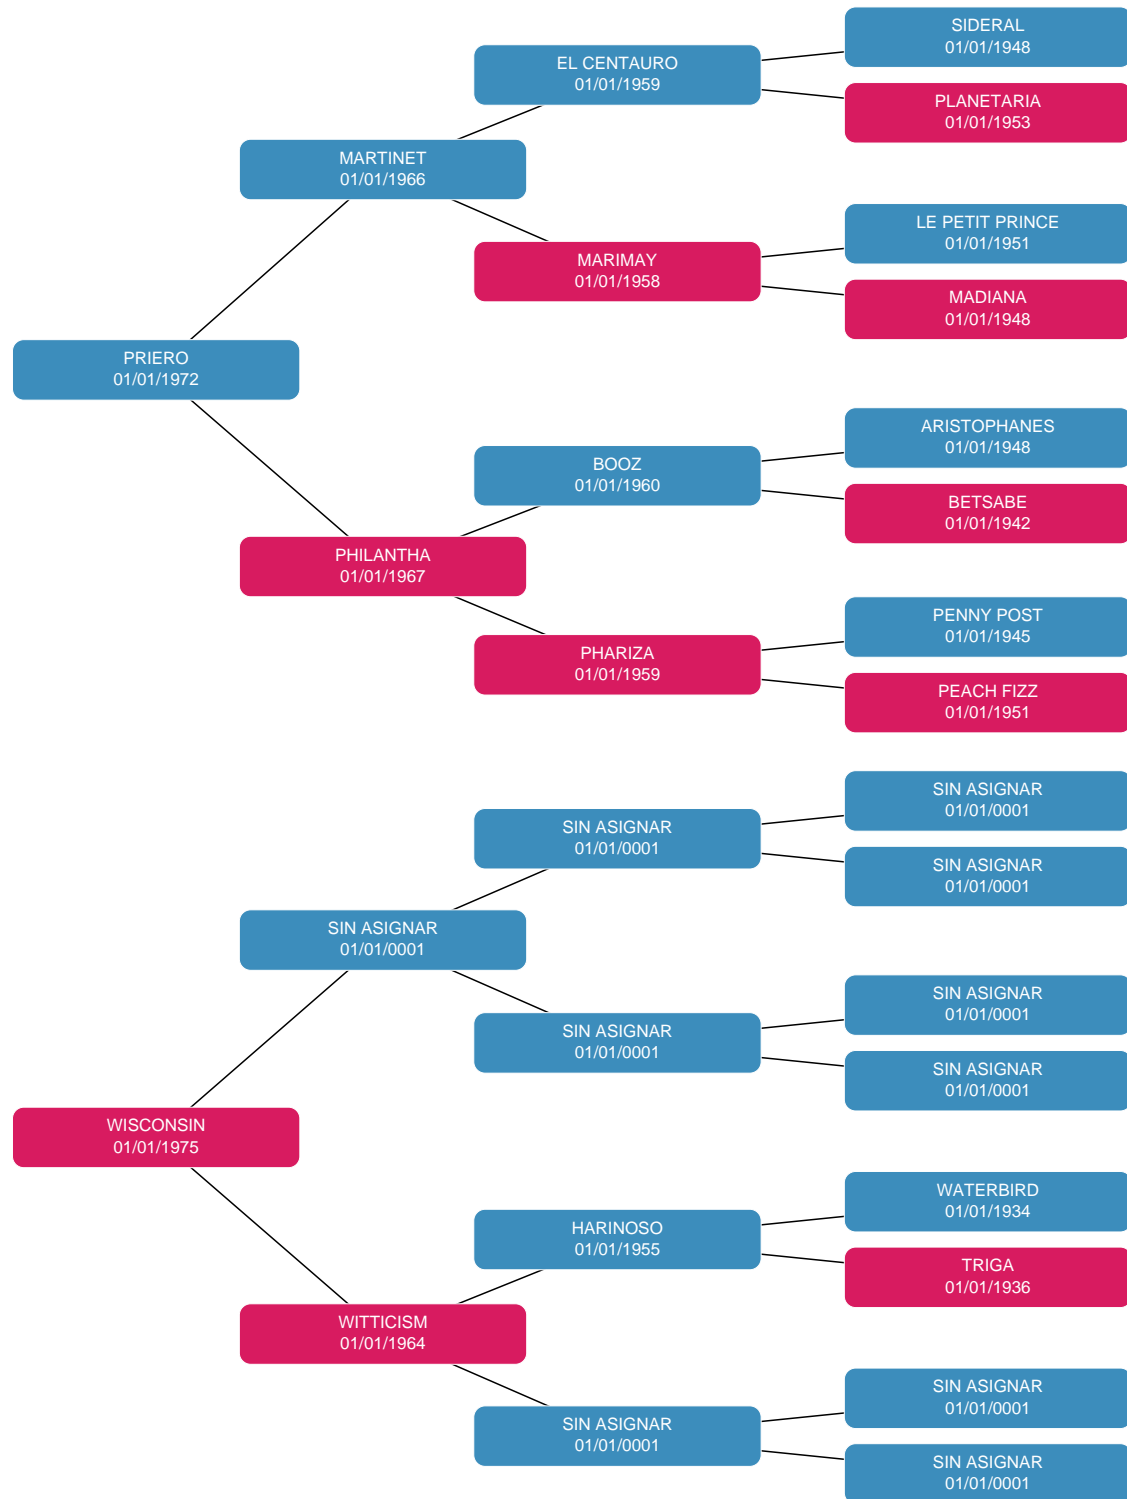 SIDERAL
01/01/1948
EL CENTAURO
01/01/1959
PLANETARIA
01/01/1953
MARTINET
01/01/1966
LE PETIT PRINCE
01/01/1951
MARIMAY
01/01/1958
MADIANA
01/01/1948
PRIERO
01/01/1972
ARISTOPHANES
01/01/1948
BOOZ
01/01/1960
BETSABE
01/01/1942
PHILANTHA
01/01/1967
PENNY POST
01/01/1945
PHARIZA
01/01/1959
PEACH FIZZ
01/01/1951
SIN ASIGNAR
01/01/0001
SIN ASIGNAR
01/01/0001
SIN ASIGNAR
01/01/0001
SIN ASIGNAR
01/01/0001
SIN ASIGNAR
01/01/0001
SIN ASIGNAR
01/01/0001
SIN ASIGNAR
01/01/0001
WISCONSIN
01/01/1975
WATERBIRD
01/01/1934
HARINOSO
01/01/1955
TRIGA
01/01/1936
WITTICISM
01/01/1964
SIN ASIGNAR
01/01/0001
SIN ASIGNAR
01/01/0001
SIN ASIGNAR
01/01/0001